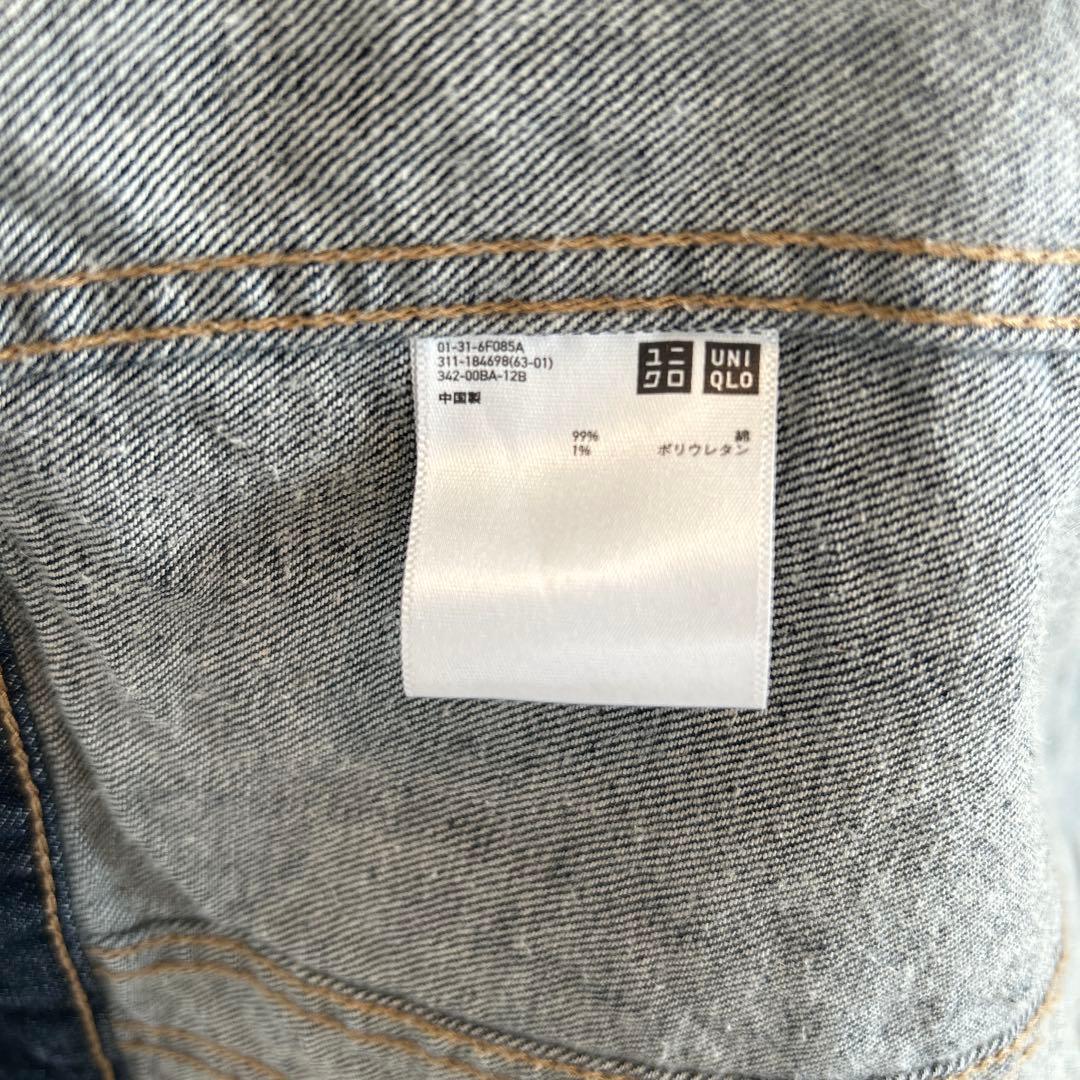 01-31-6F085A
311-184698(63-01)
342-00BA-12B
中国製
ユニ
クロ
UNI
QLO
99% 綿
1% ポリウレタン